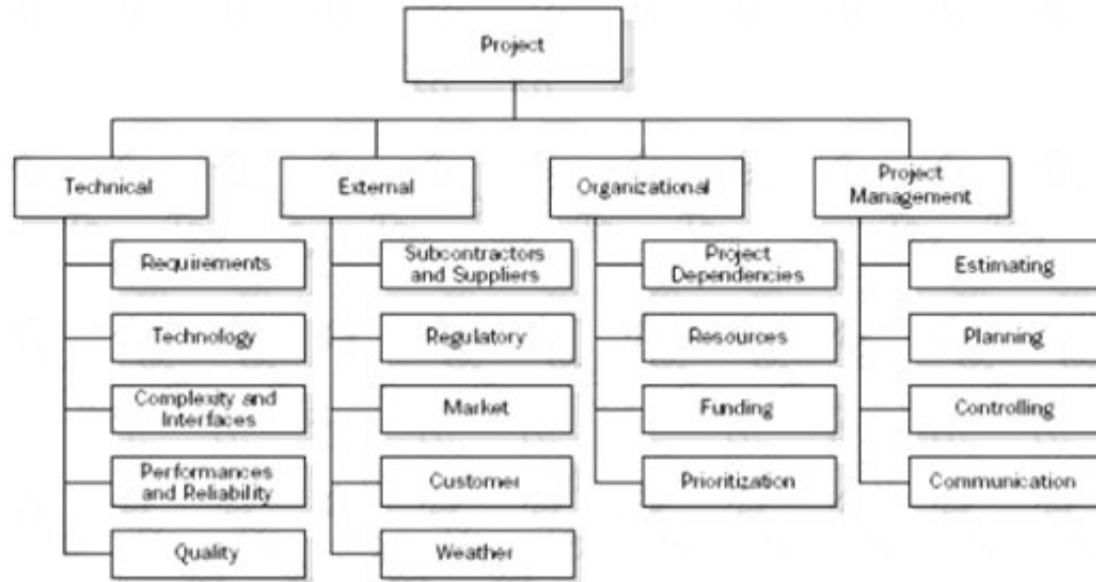 Project
Technical
External
Organizational
Project
Management
Requirements
Technology
Complexity and
Interfaces
Performances
and Reliability
Quality
Subcontractors
and Suppliers
Regulatory
Market
Customer
Weather
Project
Dependencies
Resources
Funding
Prioritization
Estimating
Planning
Controlling
Communication